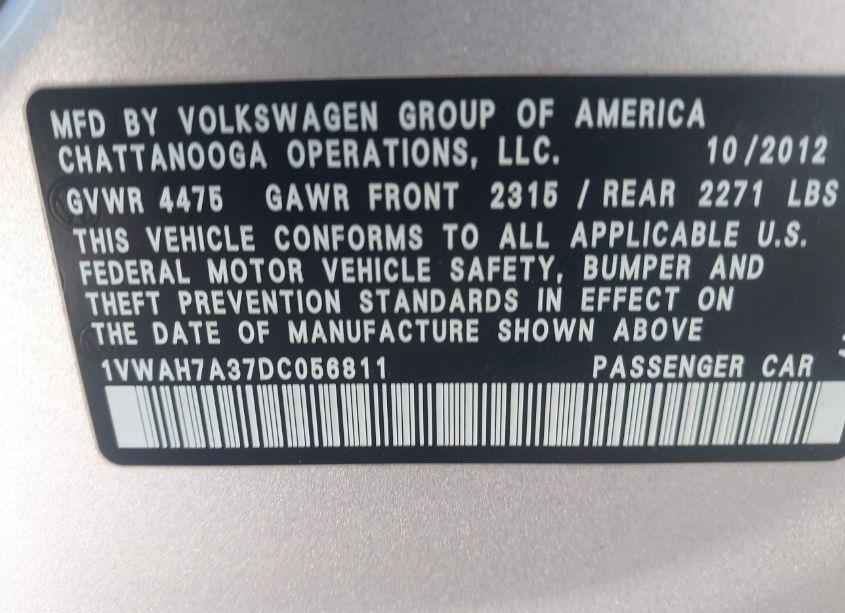 MFD BY VOLKSWAGEN GROUP OF AMERICA
CHATTANOOGA OPERATIONS, LLC. 10/2012
GVWR 4475 GAWR FRONT 2315 / REAR 2271 LBS
THIS VEHICLE CONFORMS TO ALL APPLICABLE U.S.
FEDERAL MOTOR VEHICLE SAFETY, BUMPER AND
THEFT PREVENTION STANDARDS IN EFFECT ON
THE DATE OF MANUFACTURE SHOWN ABOVE
1VWAH7A37DC056811 PASSENGER CAR